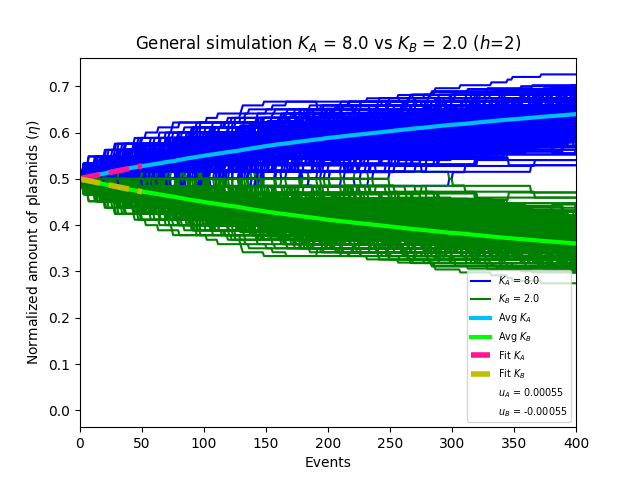 General simulation K_A = 8.0 vs K_B = 2.0 (h=2)
Normalized amount of plasmids (η)
0.7
0.6
0.5
0.4
0.3
0.2
0.1
0.0
K_A = 8.0
K_B = 2.0
Avg K_A
Avg K_B
Fit K_A
Fit K_B
u_A = 0.00055
u_B = -0.00055
0 50 100 150 200 250 300 350 400
Events